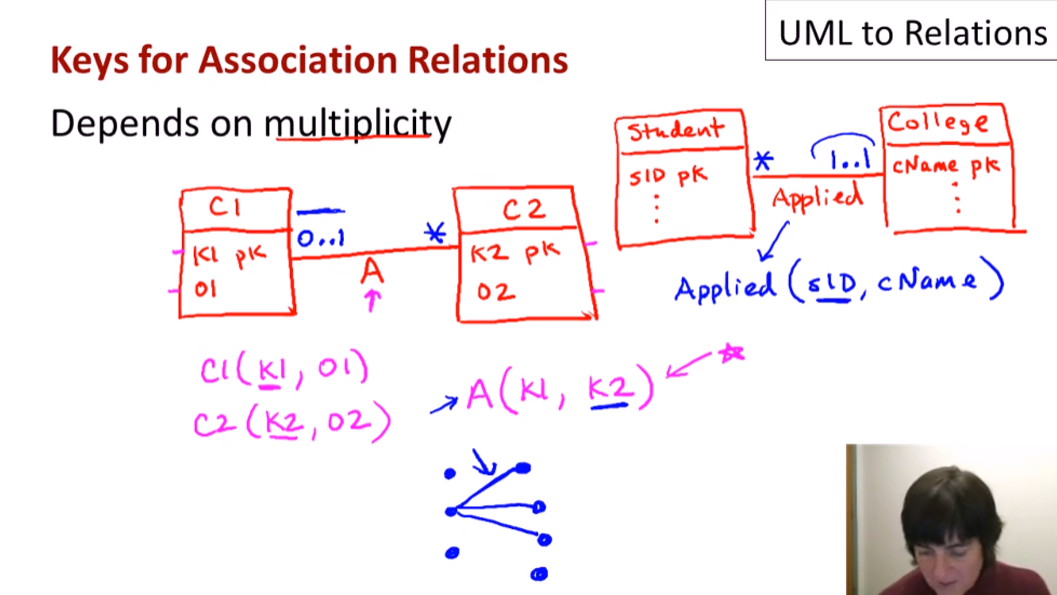 UML to Relations
Keys for Association Relations
Depends on multiplicity
C1
K1 pk
O1
0..1
*
A
C2
K2 pk
O2
Student
sID pk
*
1..1
Applied
College
cName pk
Applied (sID, cName)
C1(K1, O1)
C2(K2, O2)
A(K1, K2)